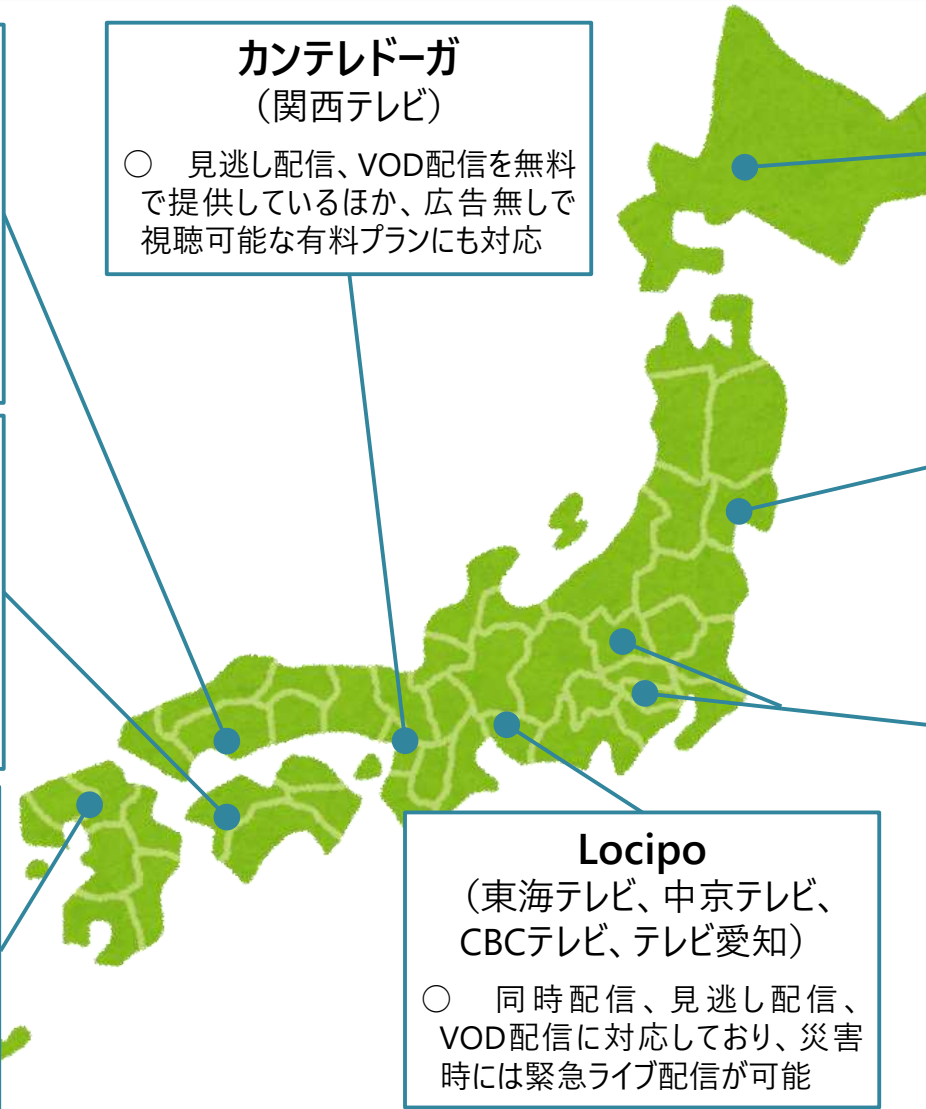 カンテレドーガ
（関西テレビ）
○　見逃し配信、VOD配信を無料
で提供しているほか、広告無しで
視聴可能な有料プランにも対応
Locipo
（東海テレビ、中京テレビ、
CBCテレビ、テレビ愛知）
○　同時配信、見逃し配信、
VOD配信に対応しており、災害
時には緊急ライブ配信が可能